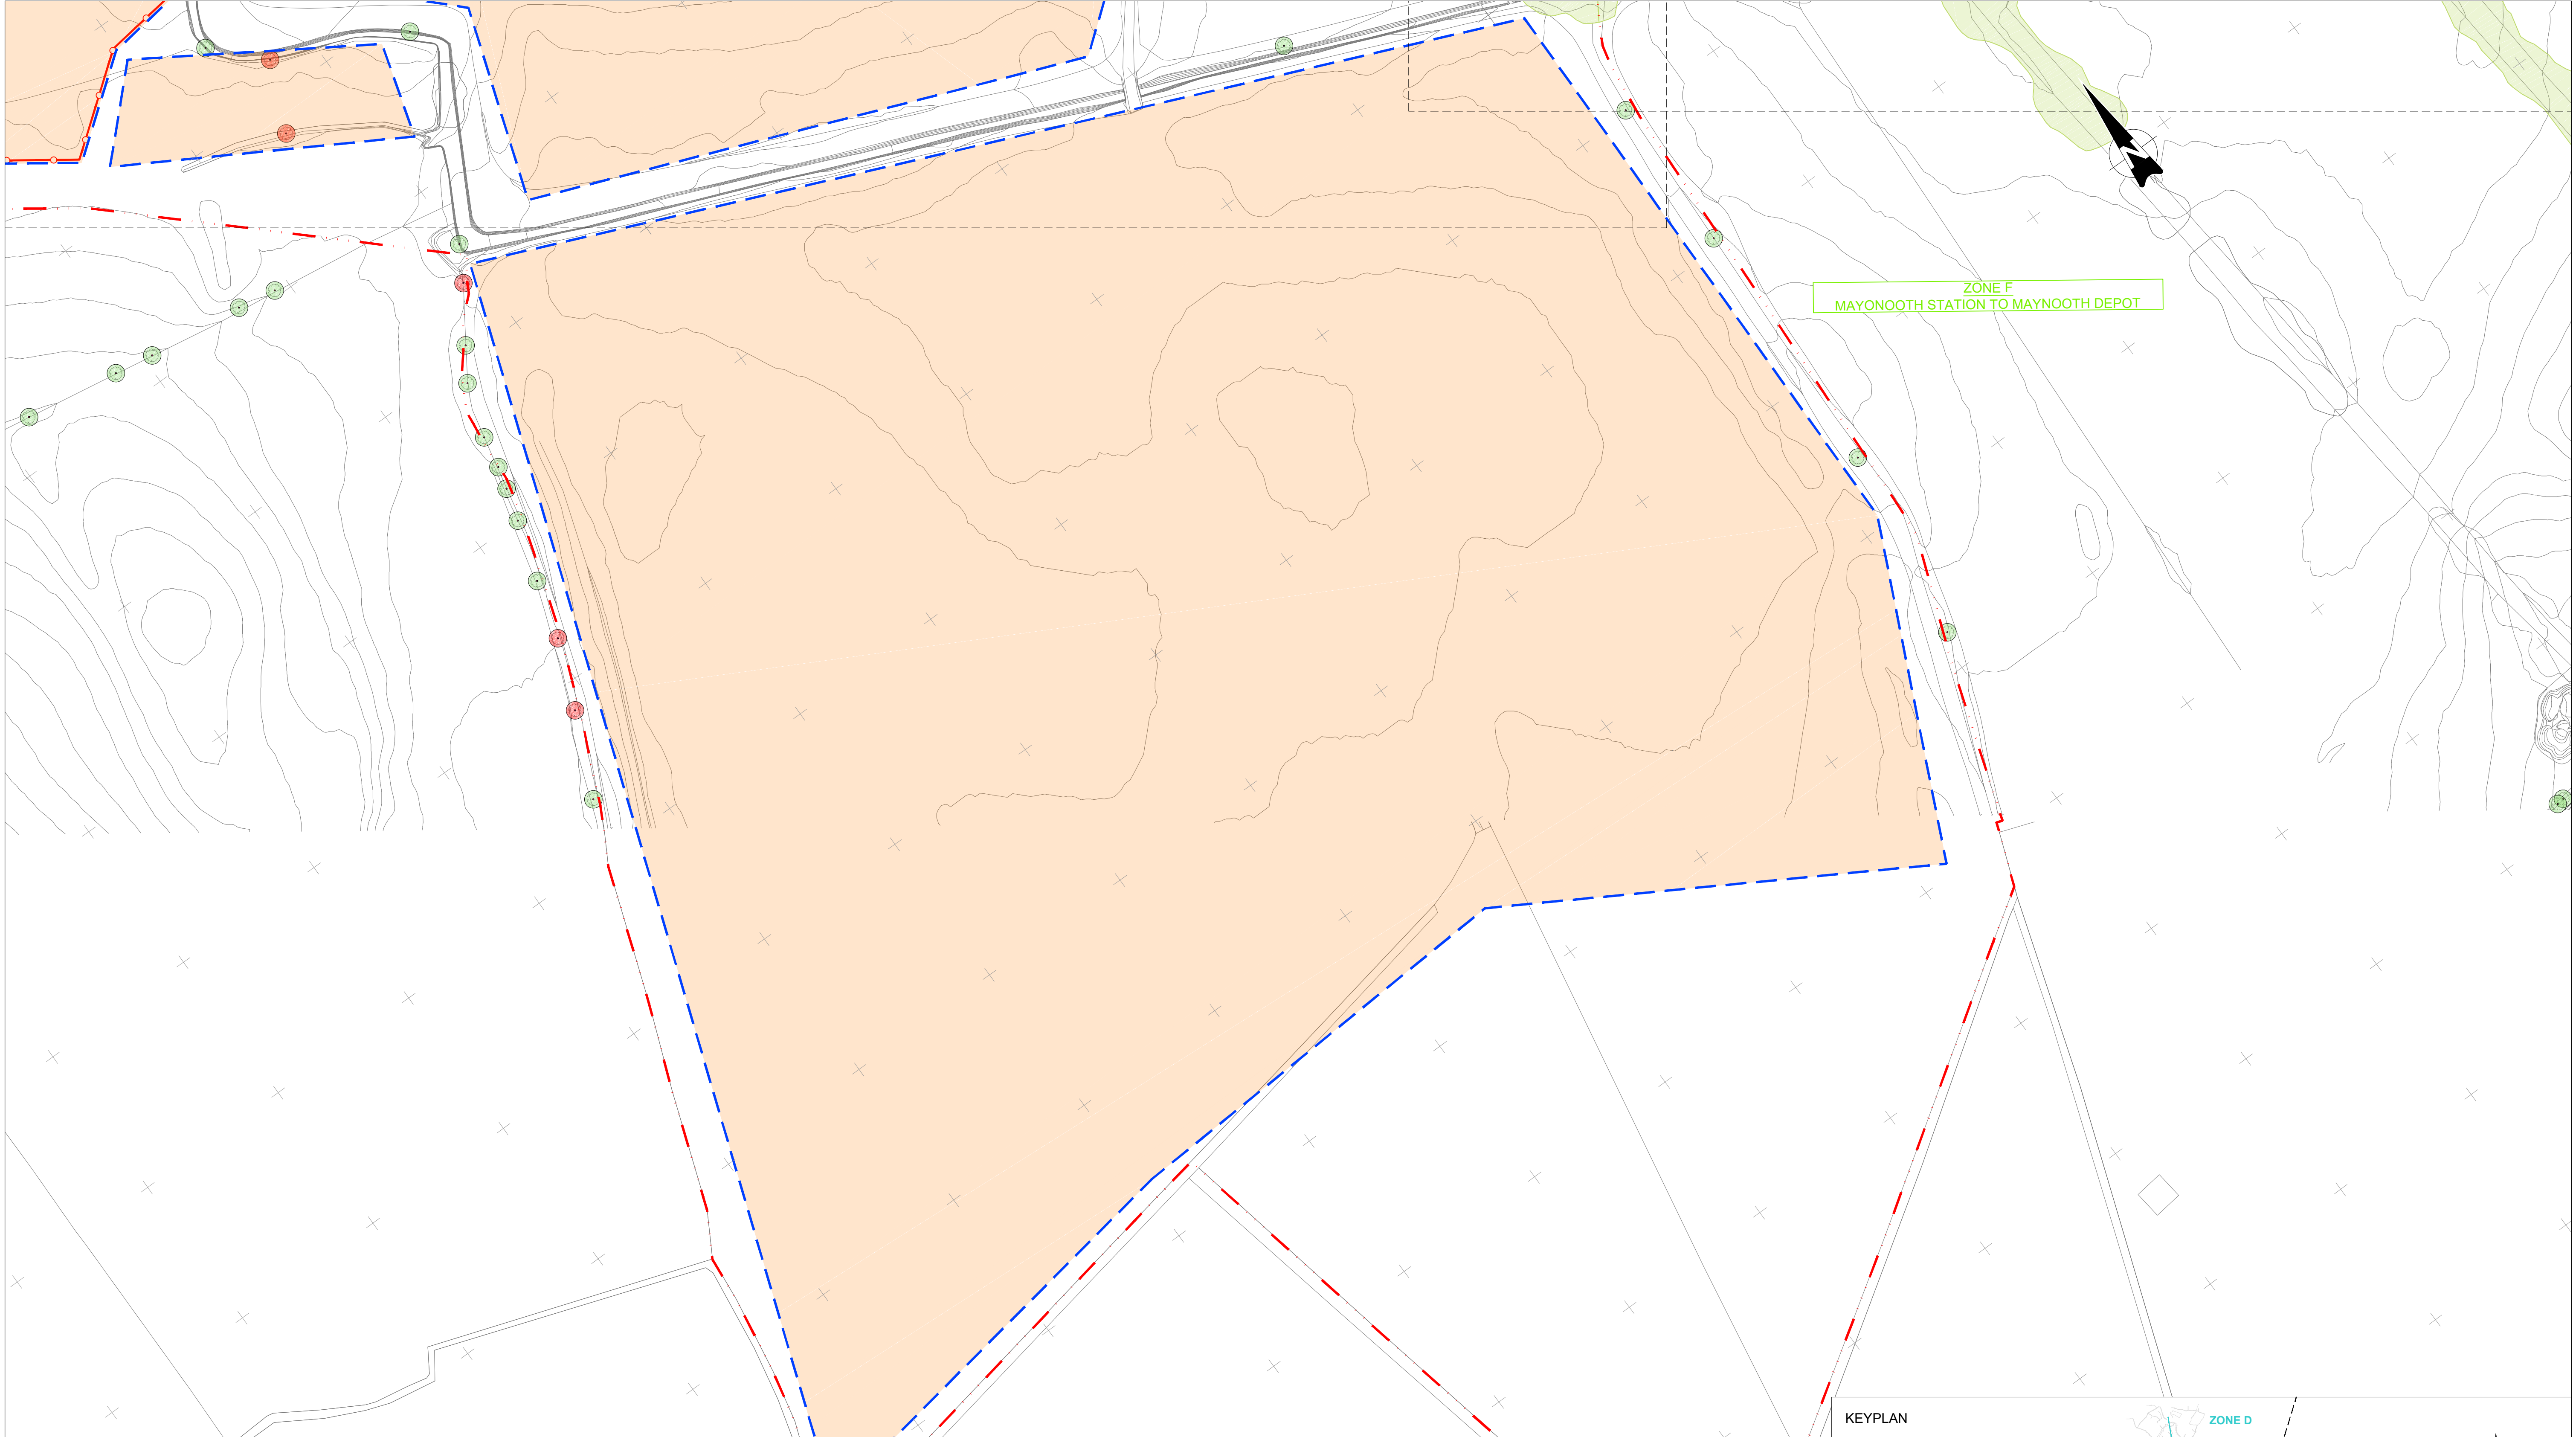 ZONE F
MAYONOOTH STATION TO MAYNOOTH DEPOT
KEYPLAN
ZONE D